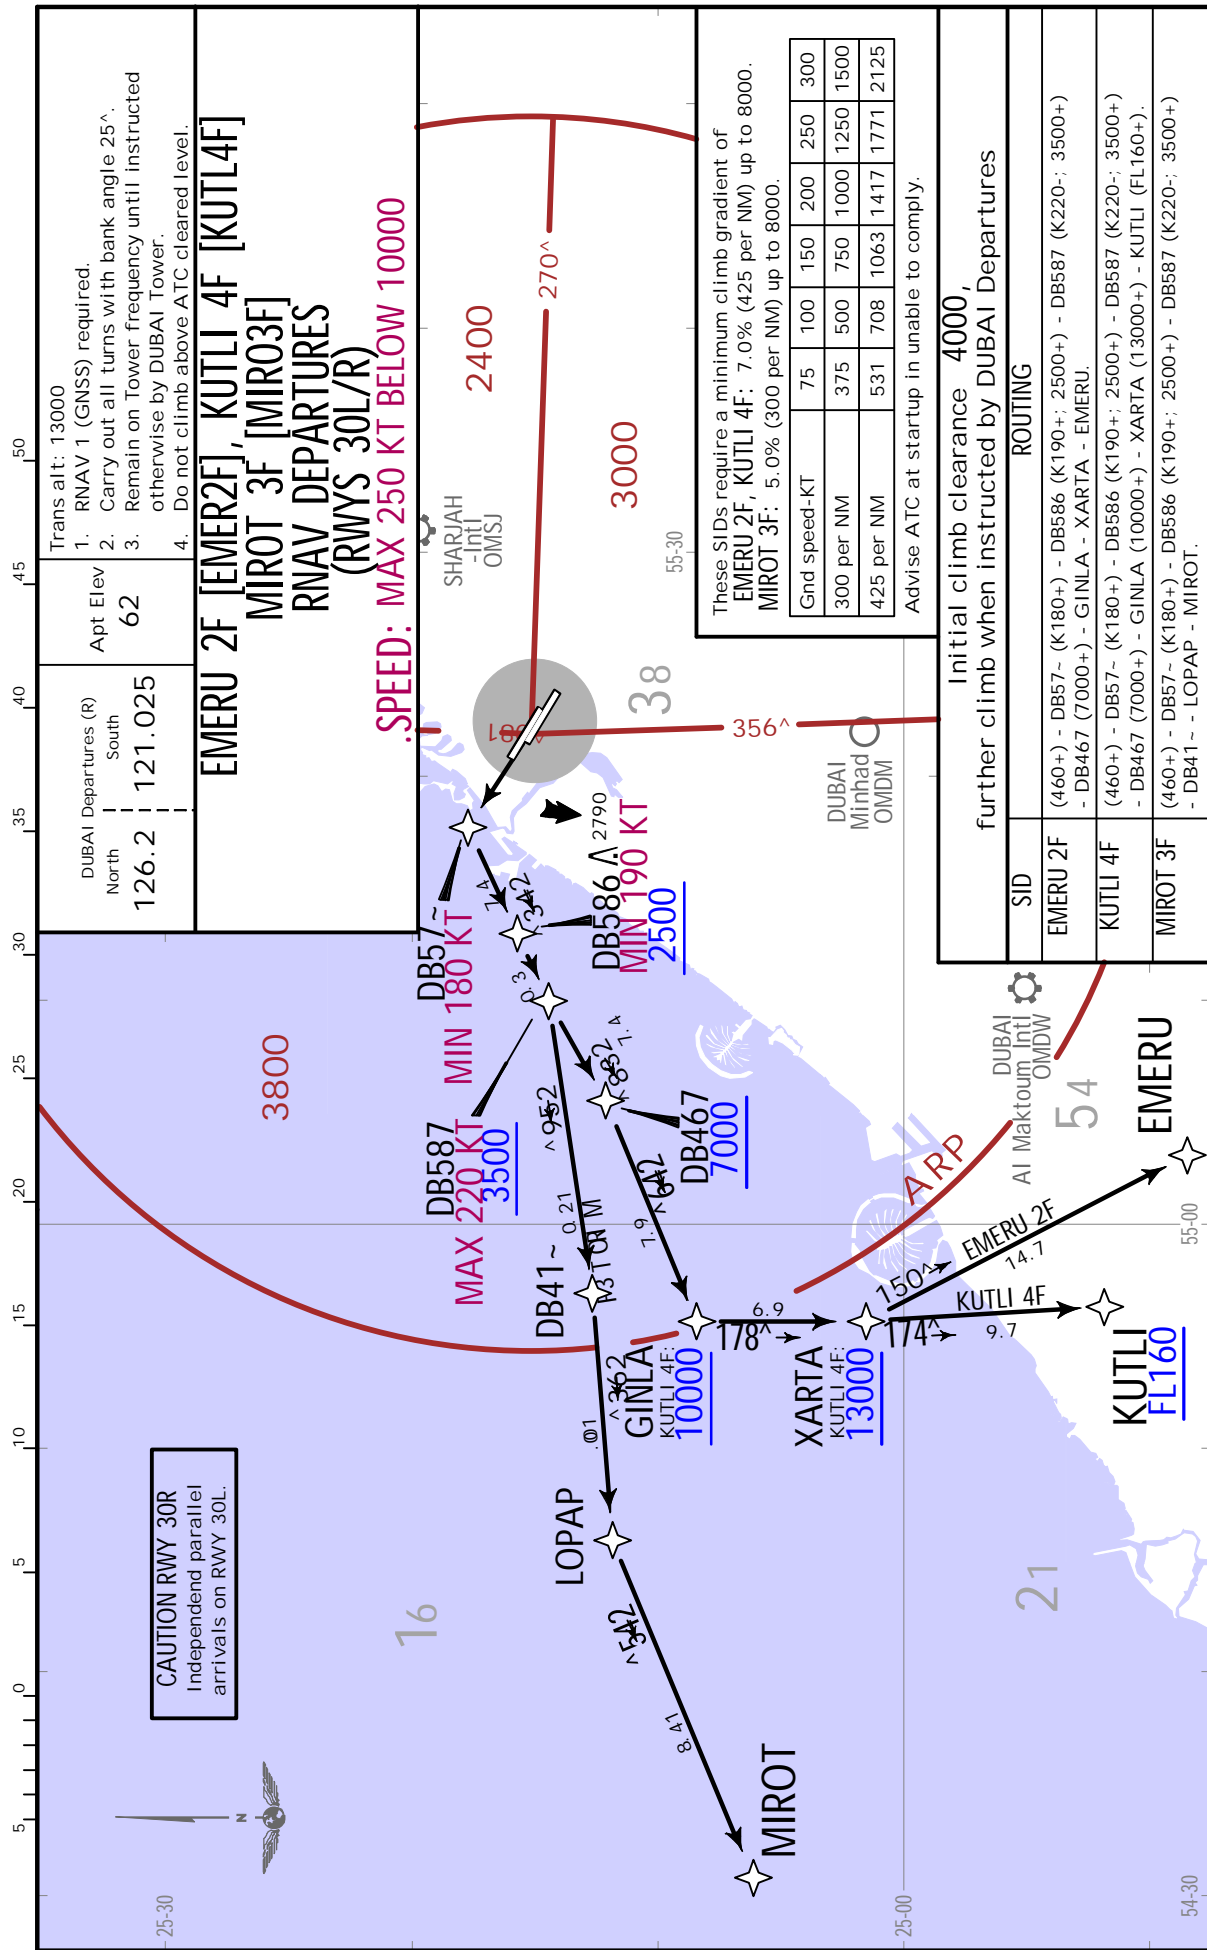 DUBAI Departures (R)
North
South
126.2
121.025
Apt Elev
62
Trans alt: 13000
1. RNAV 1 (GNSS) required.
2. Carry out all turns with bank angle 25^.
3. Remain on Tower frequency until instructed
otherwise by DUBAI Tower.
4. Do not climb above ATC cleared level.
EMERU 2F [EMER2F], KUTLI 4F [KUTL4F]
MIROT 3F [MIRO3F]
RNAV DEPARTURES
(RWYS 30L/R)
.SPEED: MAX 250 KT BELOW 10000
5
0
5
10
15
20
25
30
35
40
45
50
CAUTION RWY 30R
Independend parallel
arrivals on RWY 30L.
N
25-30
3800
2400
270^
3000
SHARJAH
-Intl
OMSJ
55-30
38
356^
DUBAI
Minhad
OMDM
2790
DB57~
MIN 180 KT
DB586
MIN 190 KT
2500
DB587
MAX 220 KT
3500
0.3
7.4
DB467
7000
7.9
DB41~
0.21
LOPAP
8.41
MIROT
GINLA
KUTLI 4F:
10000
178^
6.9
XARTA
KUTLI 4F:
13000
150^
EMERU 2F
14.7
174^
KUTLI 4F
9.7
KUTLI
FL160
EMERU
ARP
DUBAI
Al Maktoum Intl
OMDW
54
16
21
25-00
55-00
54-30
These SIDs require a minimum climb gradient of
EMERU 2F, KUTLI 4F: 7.0% (425 per NM) up to 8000.
MIROT 3F: 5.0% (300 per NM) up to 8000.
Gnd speed-KT 75 100 150 200 250 300
300 per NM 375 500 750 1000 1250 1500
425 per NM 531 708 1063 1417 1771 2125
Advise ATC at startup in unable to comply.
Initial climb clearance 4000,
further climb when instructed by DUBAI Departures
SID ROUTING
EMERU 2F (460+) - DB57~ (K180+) - DB586 (K190+; 2500+) - DB587 (K220-; 3500+)
- DB467 (7000+) - GINLA - XARTA - EMERU.
KUTLI 4F (460+) - DB57~ (K180+) - DB586 (K190+; 2500+) - DB587 (K220-; 3500+)
- DB467 (7000+) - GINLA (10000+) - XARTA (13000+) - KUTLI (FL160+).
MIROT 3F (460+) - DB57~ (K180+) - DB586 (K190+; 2500+) - DB587 (K220-; 3500+)
- DB41~ - LOPAP - MIROT.